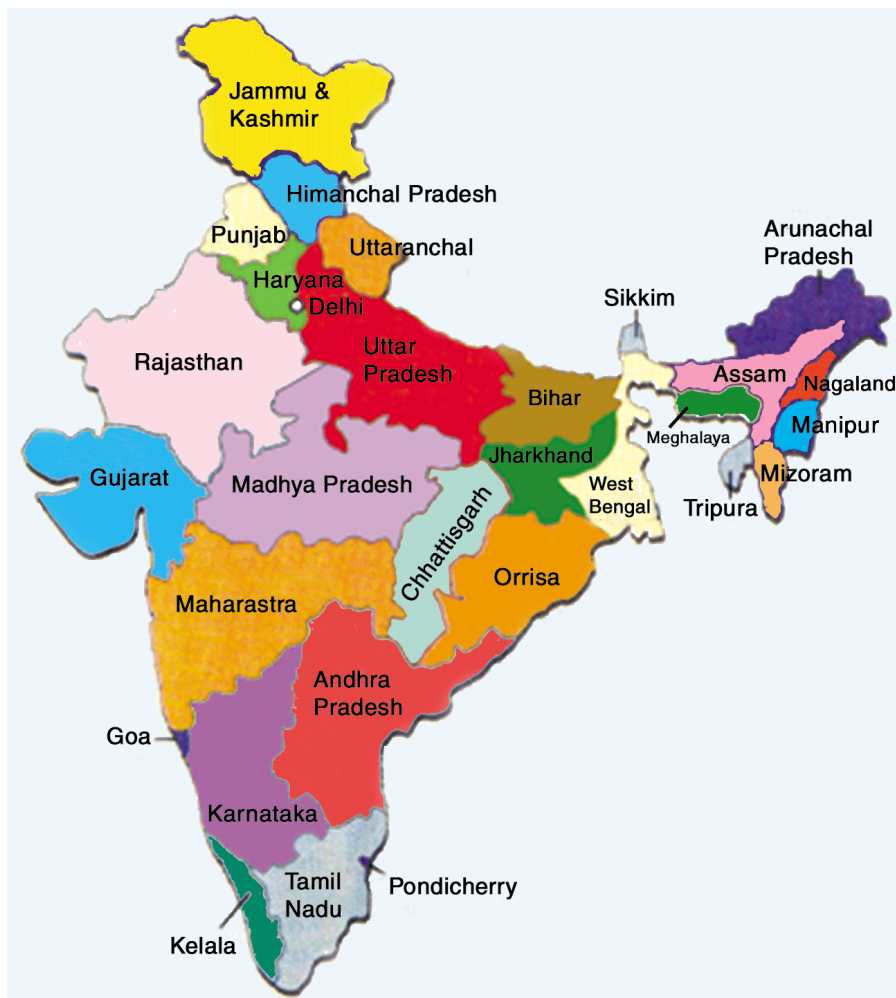 Jammu &
Kashmir
Himanchal Pradesh
Punjab
Uttaranchal
Arunachal
Pradesh
Haryana
Delhi
Sikkim
Rajasthan
Uttar
Pradesh
Assam
Nagaland
Bihar
Manipur
Meghalaya
Jharkhand
Gujarat
Madhya Pradesh
West
Bengal
Mizoram
Tripura
Chhattisgarh
Orrisa
Maharastra
Andhra
Pradesh
Goa
Karnataka
Tamil
Nadu
Pondicherry
Kelala